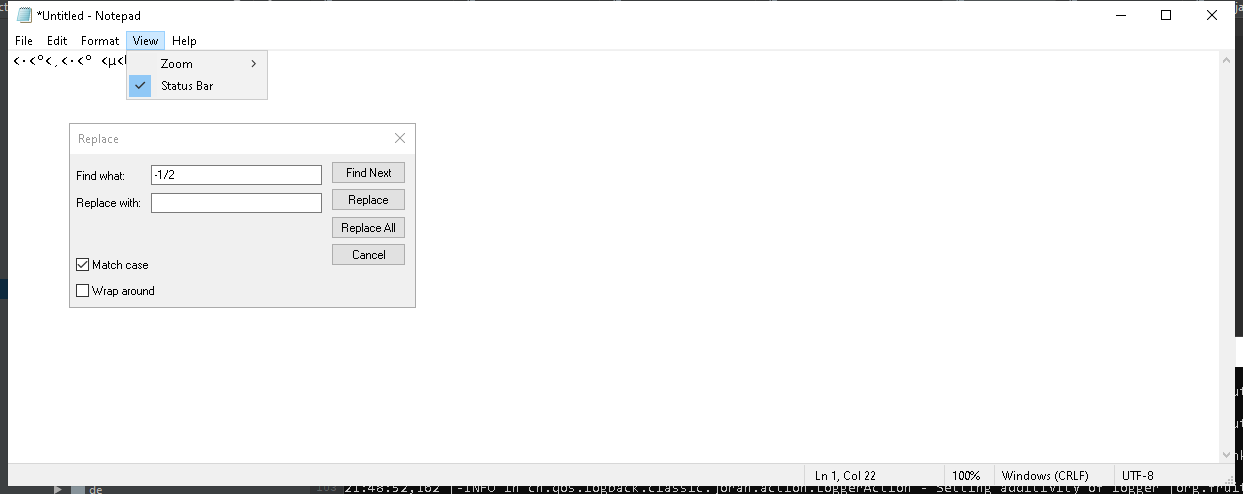 *Untitled - Notepad
File Edit Format View Help
Zoom
Status Bar
Replace
Find what: -1/2 Find Next
Replace with: Replace
Replace All
Cancel
Match case
Wrap around
Ln 1, Col 22 100% Windows (CRLF) UTF-8
de
21:48:52,162 |-INFO in ch.qos.logback.classic.joran.action.LoggerAction - Setting additivity of logger